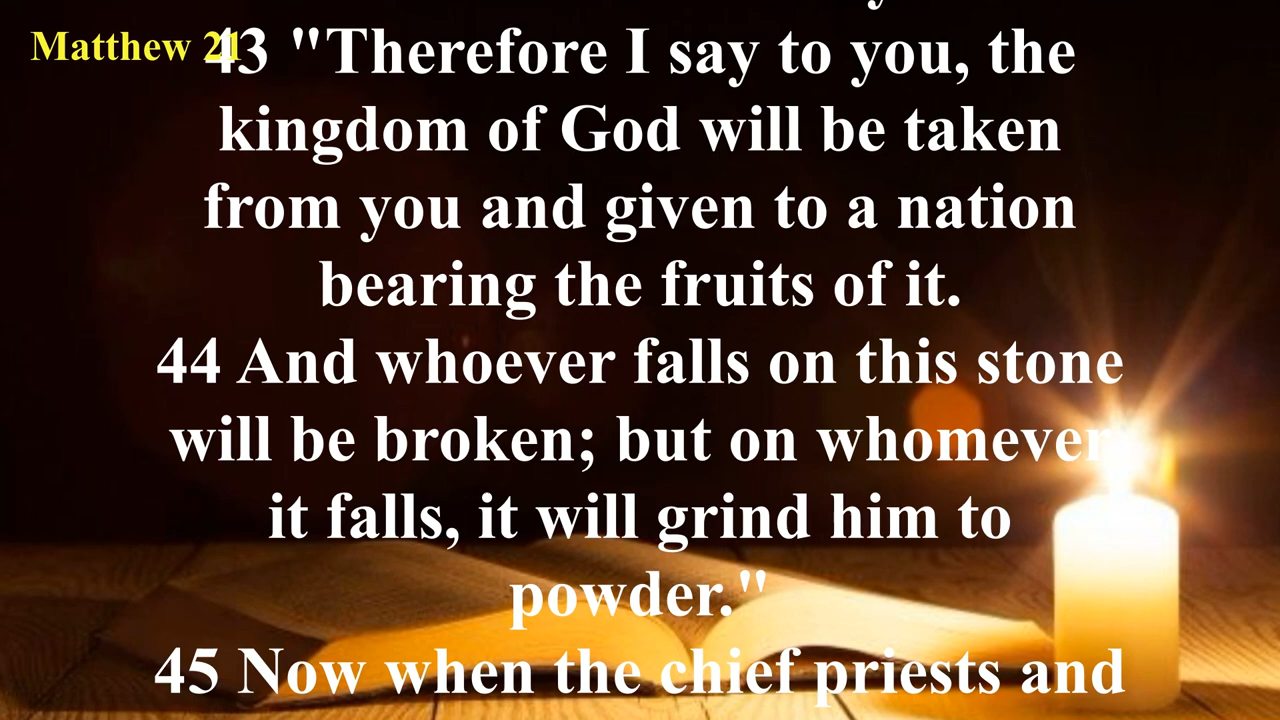 Matthew 21
43 "Therefore I say to you, the
kingdom of God will be taken
from you and given to a nation
bearing the fruits of it.
44 And whoever falls on this stone
will be broken; but on whomever
it falls, it will grind him to
powder."
45 Now when the chief priests and